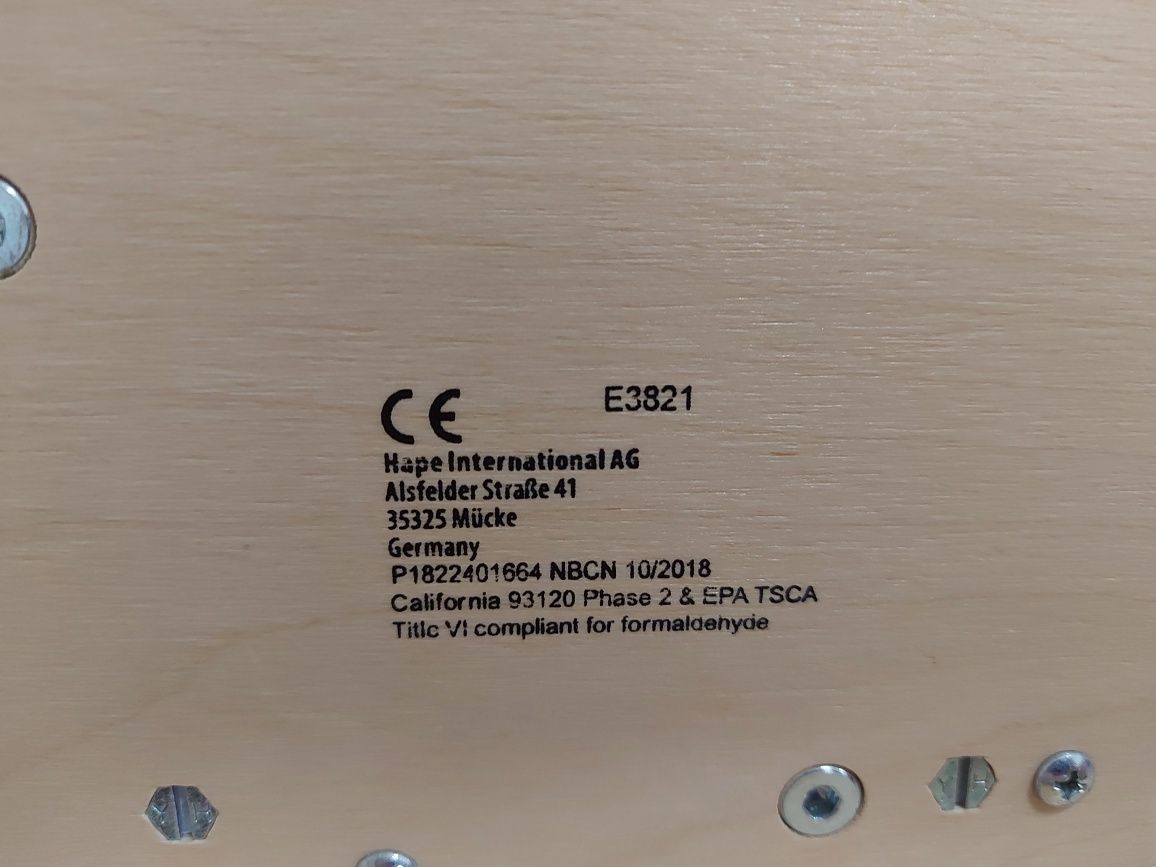 CE E3821
Hape International AG
Alsfelder Straße 41
35325 Mücke
Germany
P1822401664 NBCN 10/2018
California 93120 Phase 2 & EPA TSCA
Title VI compliant for formaldehyde